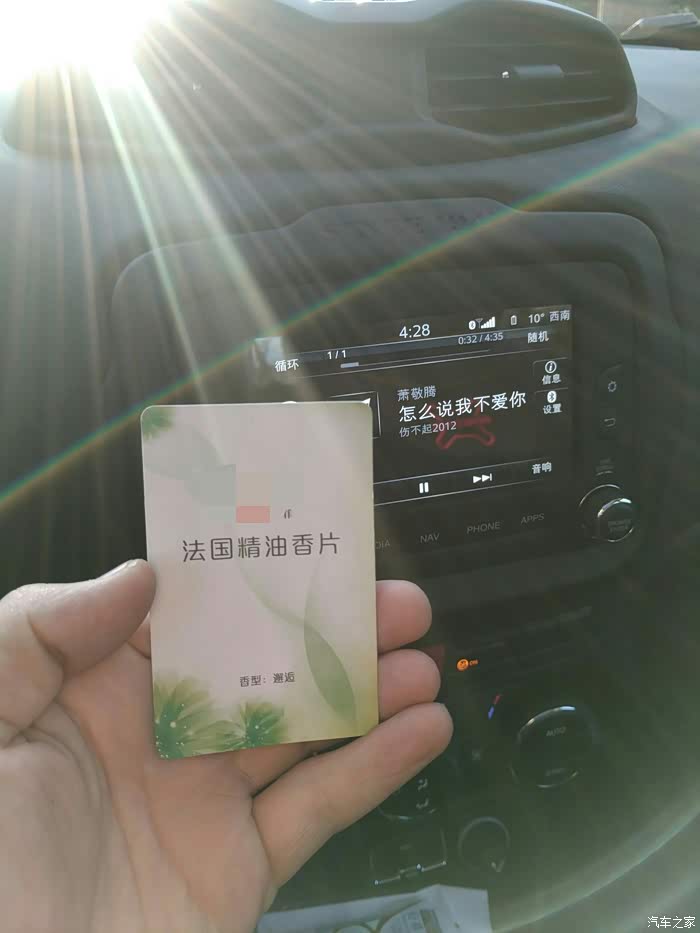 4:28
10° 西南
循环
1 / 1
0:32 / 4:35
随机
萧敬腾
怎么说我不爱你
伤不起2012
信息
设置
音响
法国精油香片
香型：邂逅
NAV
PHONE
APPS
AUTO
汽车之家